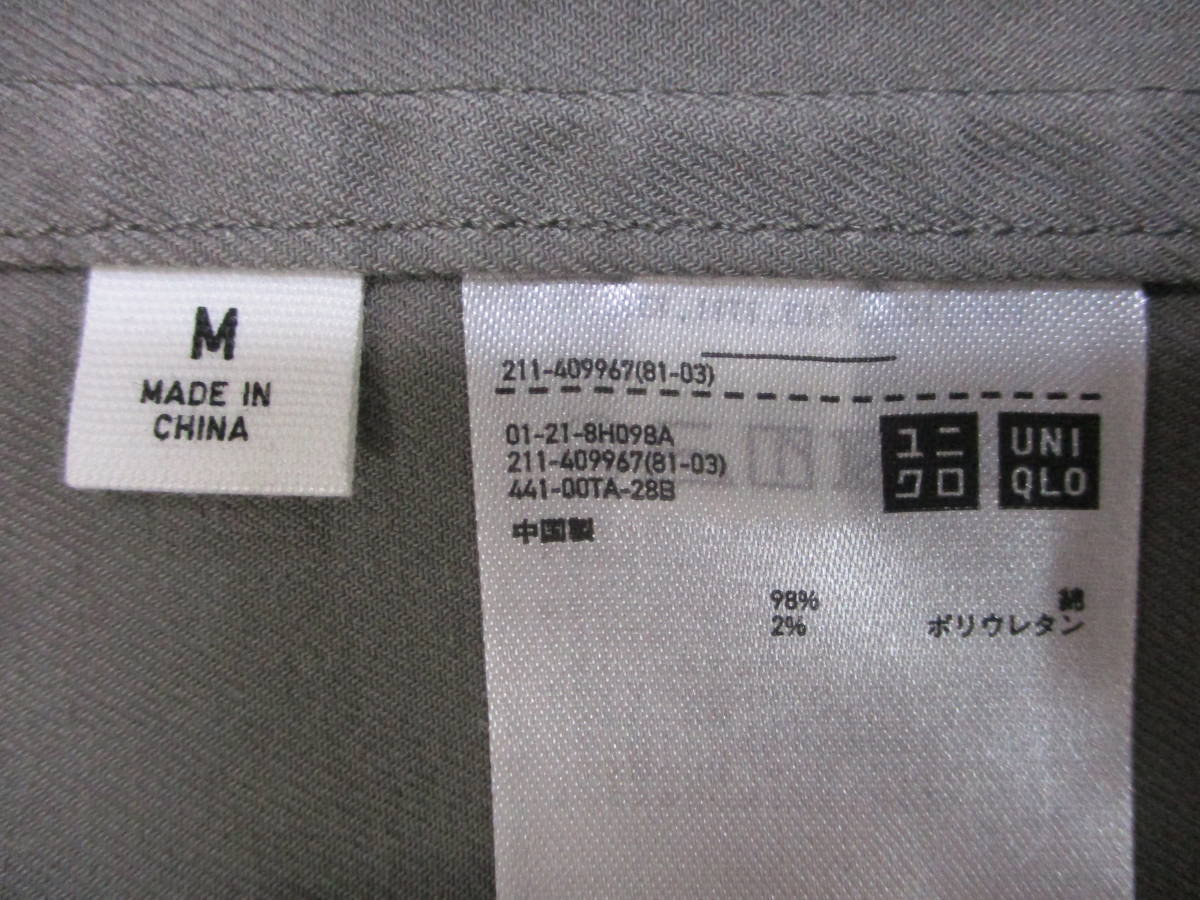 M
MADE IN
CHINA
211-409967(81-03)
01-21-8H098A
211-409967(81-03)
441-00TA-28B
中国製
ユニ
クロ
UNI
QLO
98% 綿
2% ポリウレタン